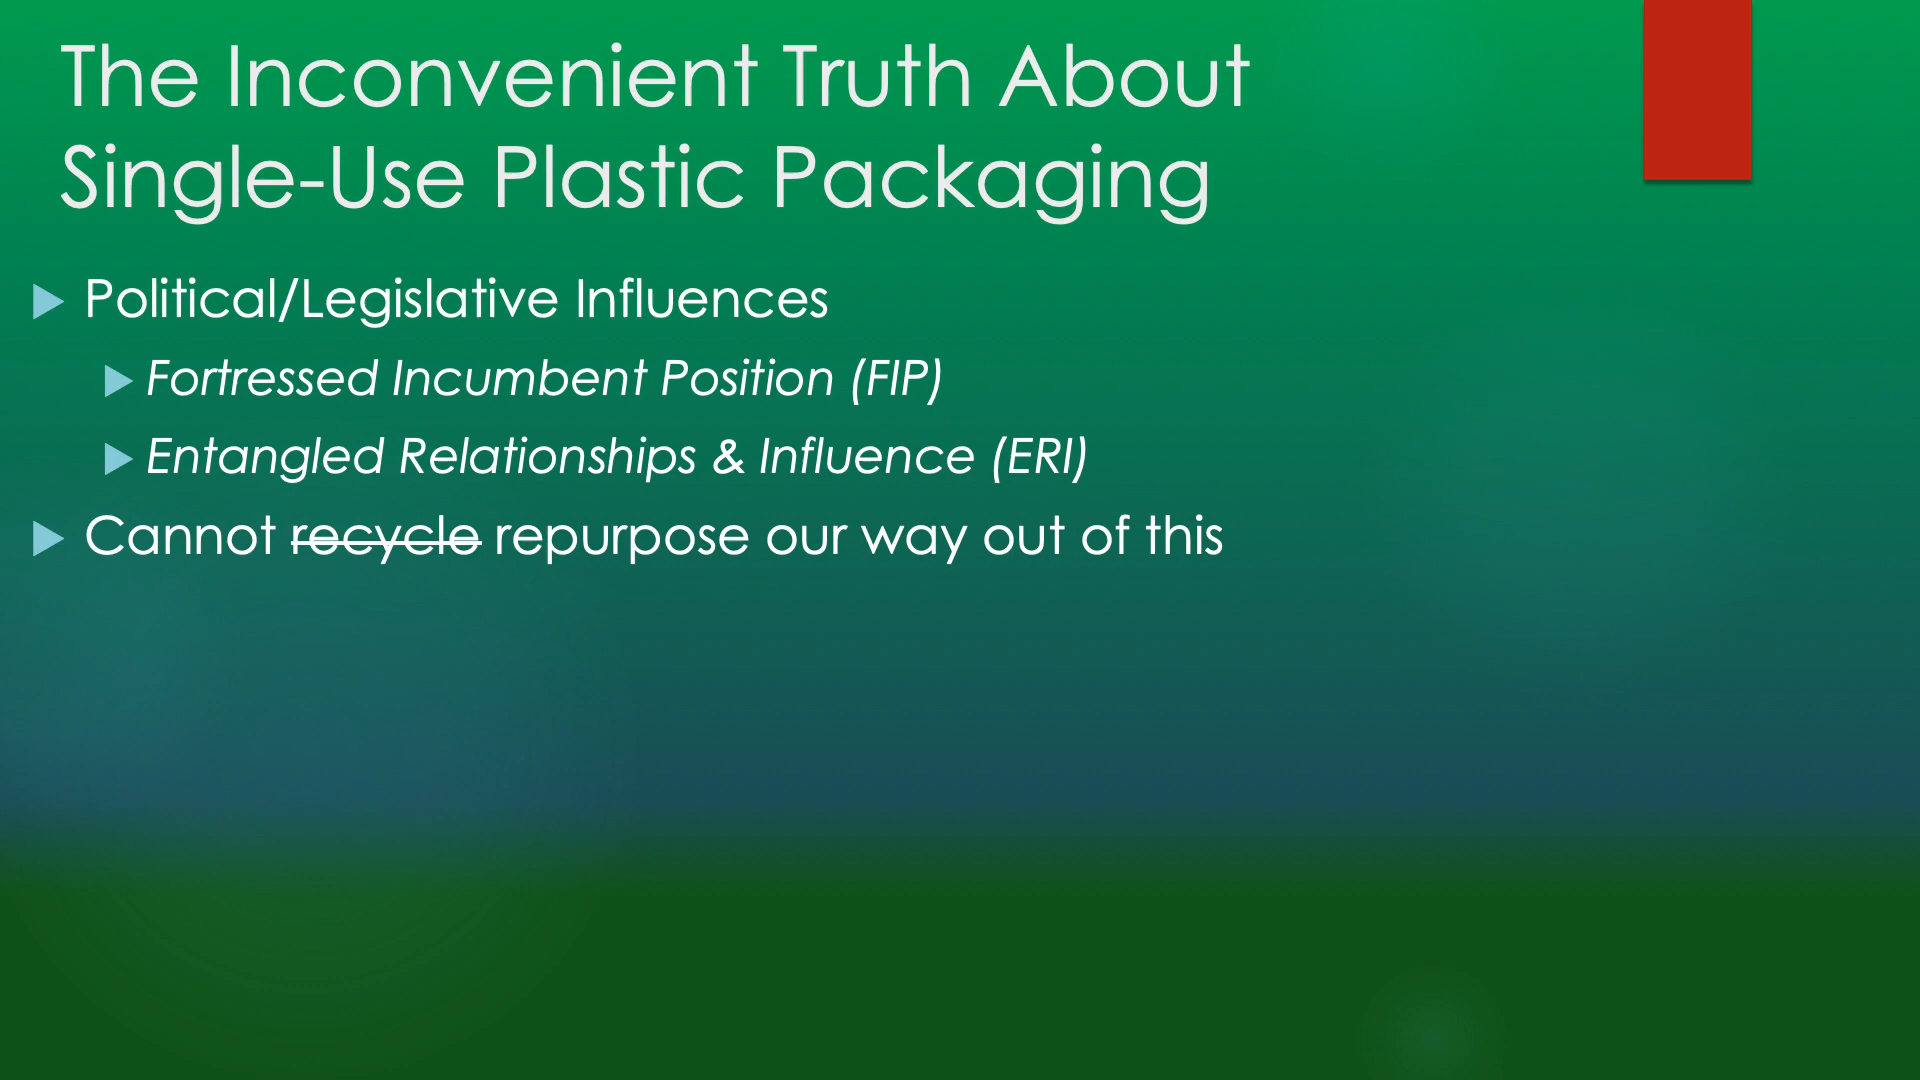 The Inconvenient Truth About
Single-Use Plastic Packaging
Political/Legislative Influences
Fortressed Incumbent Position (FIP)
Entangled Relationships & Influence (ERI)
Cannot recycle repurpose our way out of this